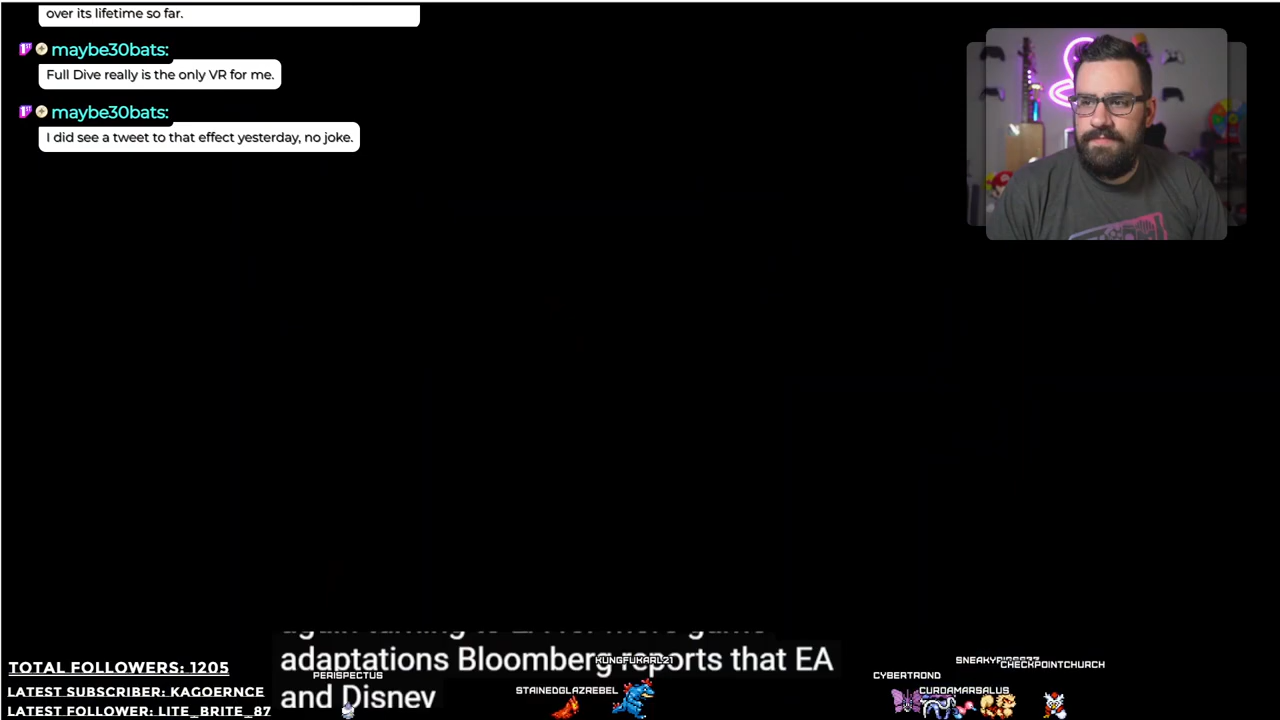 over its lifetime so far.
maybe30bats:
Full Dive really is the only VR for me.
maybe30bats:
I did see a tweet to that effect yesterday, no joke.
adaptations Bloomberg reports that EA
and Disney
KUNGFUKARL21
PERISPECTUS
STAINEDGLAZREBEL
CHECKPOINTCHURCH
CYBERTROND
CURDAMARSALUS
TOTAL FOLLOWERS: 1205
LATEST SUBSCRIBER: KAGOERNCE
LATEST FOLLOWER: LITE_BRITE_87